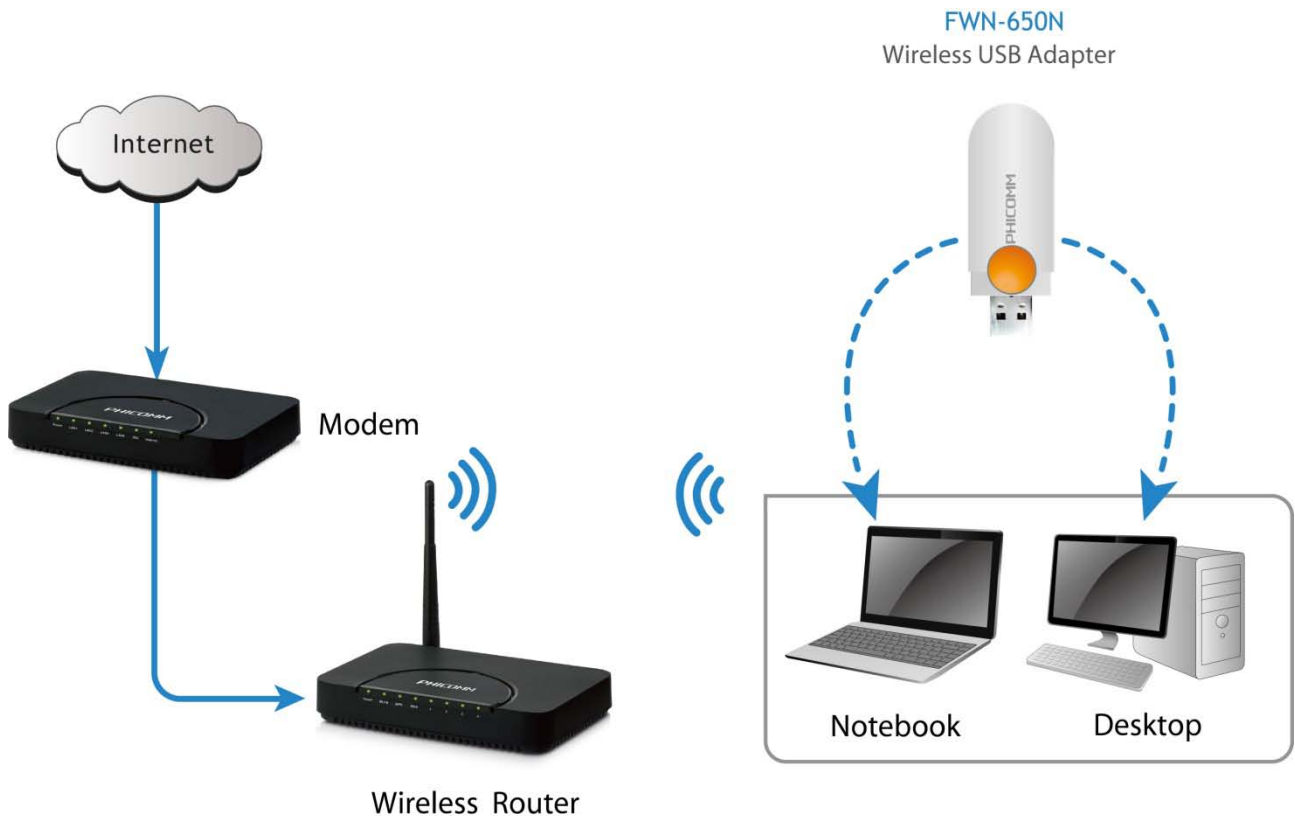 FWN-650N
Wireless USB Adapter
Internet
PHICOMM
PHICOMM
Modem
PHICOMM
Notebook
Desktop
Wireless Router